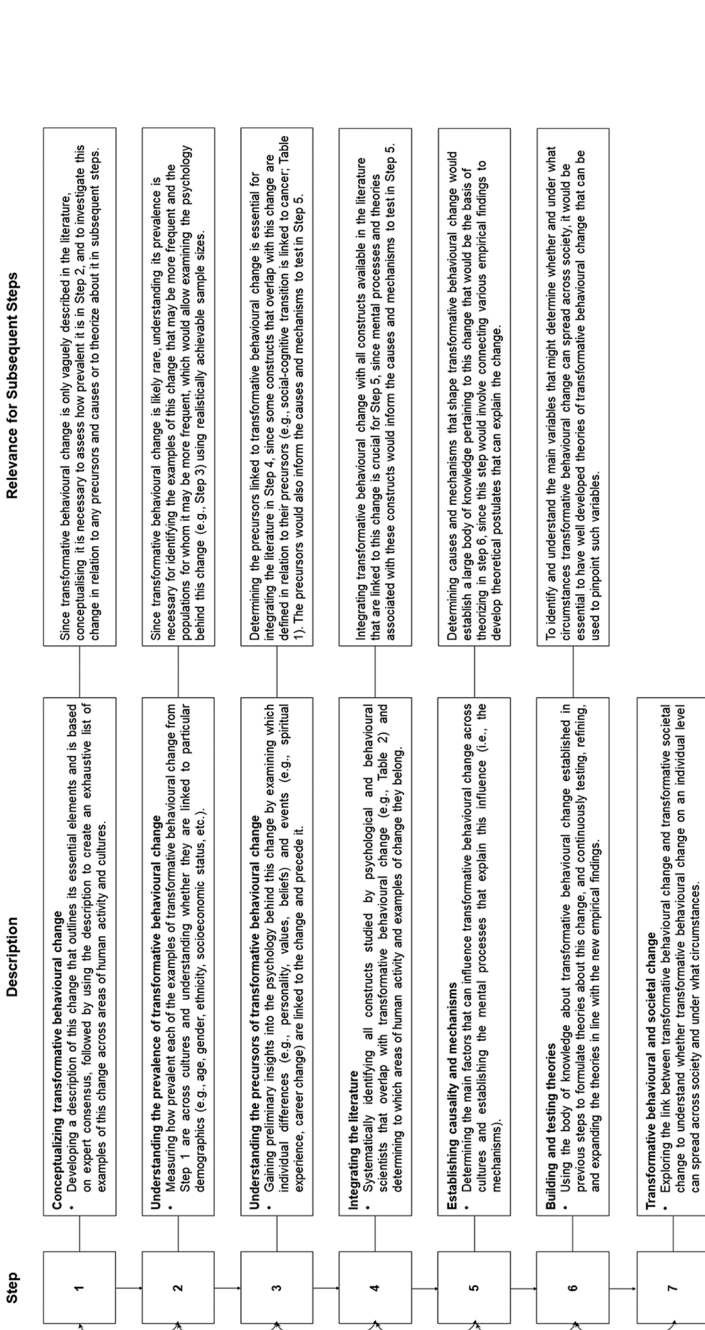 Step
Description
Relevance for Subsequent Steps
1
Conceptualizing transformative behavioural change
• Developing a description of this change that outlines its essential elements and is based
on expert consensus, followed by using the description to create an exhaustive list of
examples of this change across areas of human activity and cultures.
Since transformative behavioural change is only vaguely described in the literature,
conceptualising it is necessary to assess how prevalent it is in Step 2, and to investigate this
change in relation to any precursors and causes or to theorize about it in subsequent steps.
2
Understanding the prevalence of transformative behavioural change
• Measuring how prevalent each of the examples of transformative behavioural change from
Step 1 are across cultures and understanding whether they are linked to particular
demographics (e.g., age, gender, ethnicity, socioeconomic status, etc.).
Since transformative behavioural change is likely rare, understanding its prevalence is
necessary for identifying the examples of this change that may be more frequent and the
populations for whom it may be more frequent, which would allow examining the psychology
behind this change (e.g., Step 3) using realistically achievable sample sizes.
3
Understanding the precursors of transformative behavioural change
• Gaining preliminary insights into the psychology behind this change by examining which
individual differences (e.g., personality, values, beliefs) and events (e.g., spiritual
experience, career change) are linked to the change and precede it.
Determining the precursors linked to transformative behavioural change is essential for
integrating the literature in Step 4, since some constructs that overlap with this change are
defined in relation to their precursors (e.g., social-cognitive transition is linked to cancer; Table
1). The precursors would also inform the causes and mechanisms to test in Step 5.
4
Integrating the literature
• Systematically identifying all constructs studied by psychological and behavioural
scientists that overlap with transformative behavioural change (e.g., Table 2) and
determining to which areas of human activity and examples of change they belong.
Integrating transformative behavioural change with all constructs available in the literature
that are linked to this change is crucial for Step 5, since mental processes and theories
associated with these constructs would inform the causes and mechanisms to test in Step 5.
5
Establishing causality and mechanisms
• Determining the main factors that can influence transformative behavioural change across
cultures and establishing the mental processes that explain this influence (i.e., the
mechanisms).
Determining causes and mechanisms that shape transformative behavioural change would
establish a large body of knowledge pertaining to this change that would be the basis of
theorizing in step 6, since this step would involve connecting various empirical findings to
develop theoretical postulates that can explain the change.
6
Building and testing theories
• Using the body of knowledge about transformative behavioural change established in
previous steps to formulate theories about this change, and continuously testing, refining,
and expanding the theories in line with the new empirical findings.
To identify and understand the main variables that might determine whether and under what
circumstances transformative behavioural change can spread across society, it would be
essential to have well developed theories of transformative behavioural change that can be
used to pinpoint such variables.
7
Transformative behavioural and societal change
• Exploring the link between transformative behavioural change and transformative societal
change to understand whether transformative behavioural change on an individual level
can spread across society and under what circumstances.